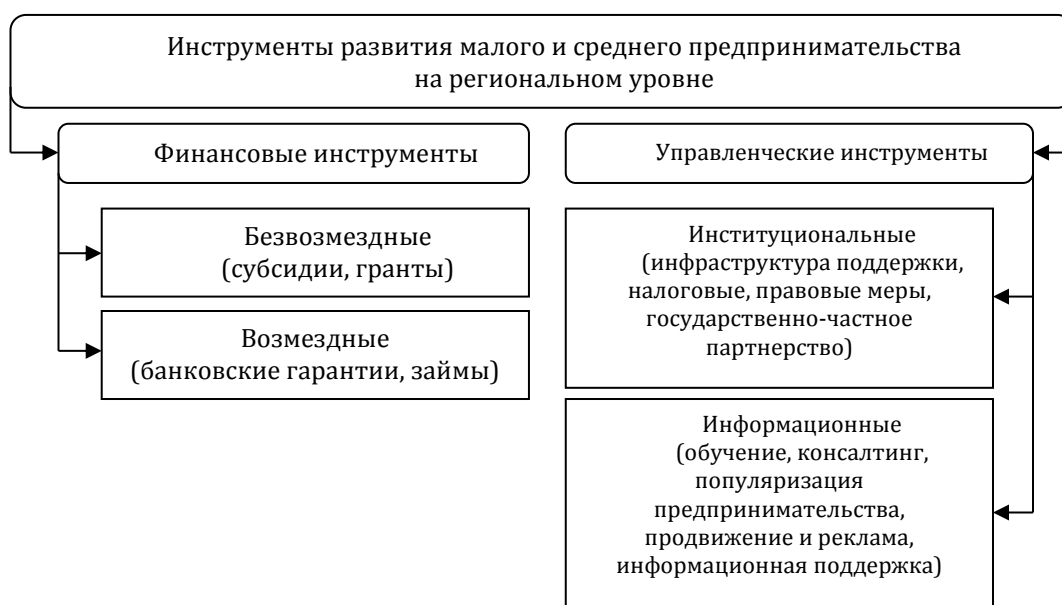 Инструменты развития малого и среднего предпринимательства
на региональном уровне
Финансовые инструменты
Безвозмездные
(субсидии, гранты)
Возмездные
(банковские гарантии, займы)
Управленческие инструменты
Институциональные
(инфраструктура поддержки,
налоговые, правовые меры,
государственно-частное
партнерство)
Информационные
(обучение, консалтинг,
популяризация
предпринимательства,
продвижение и реклама,
информационная поддержка)